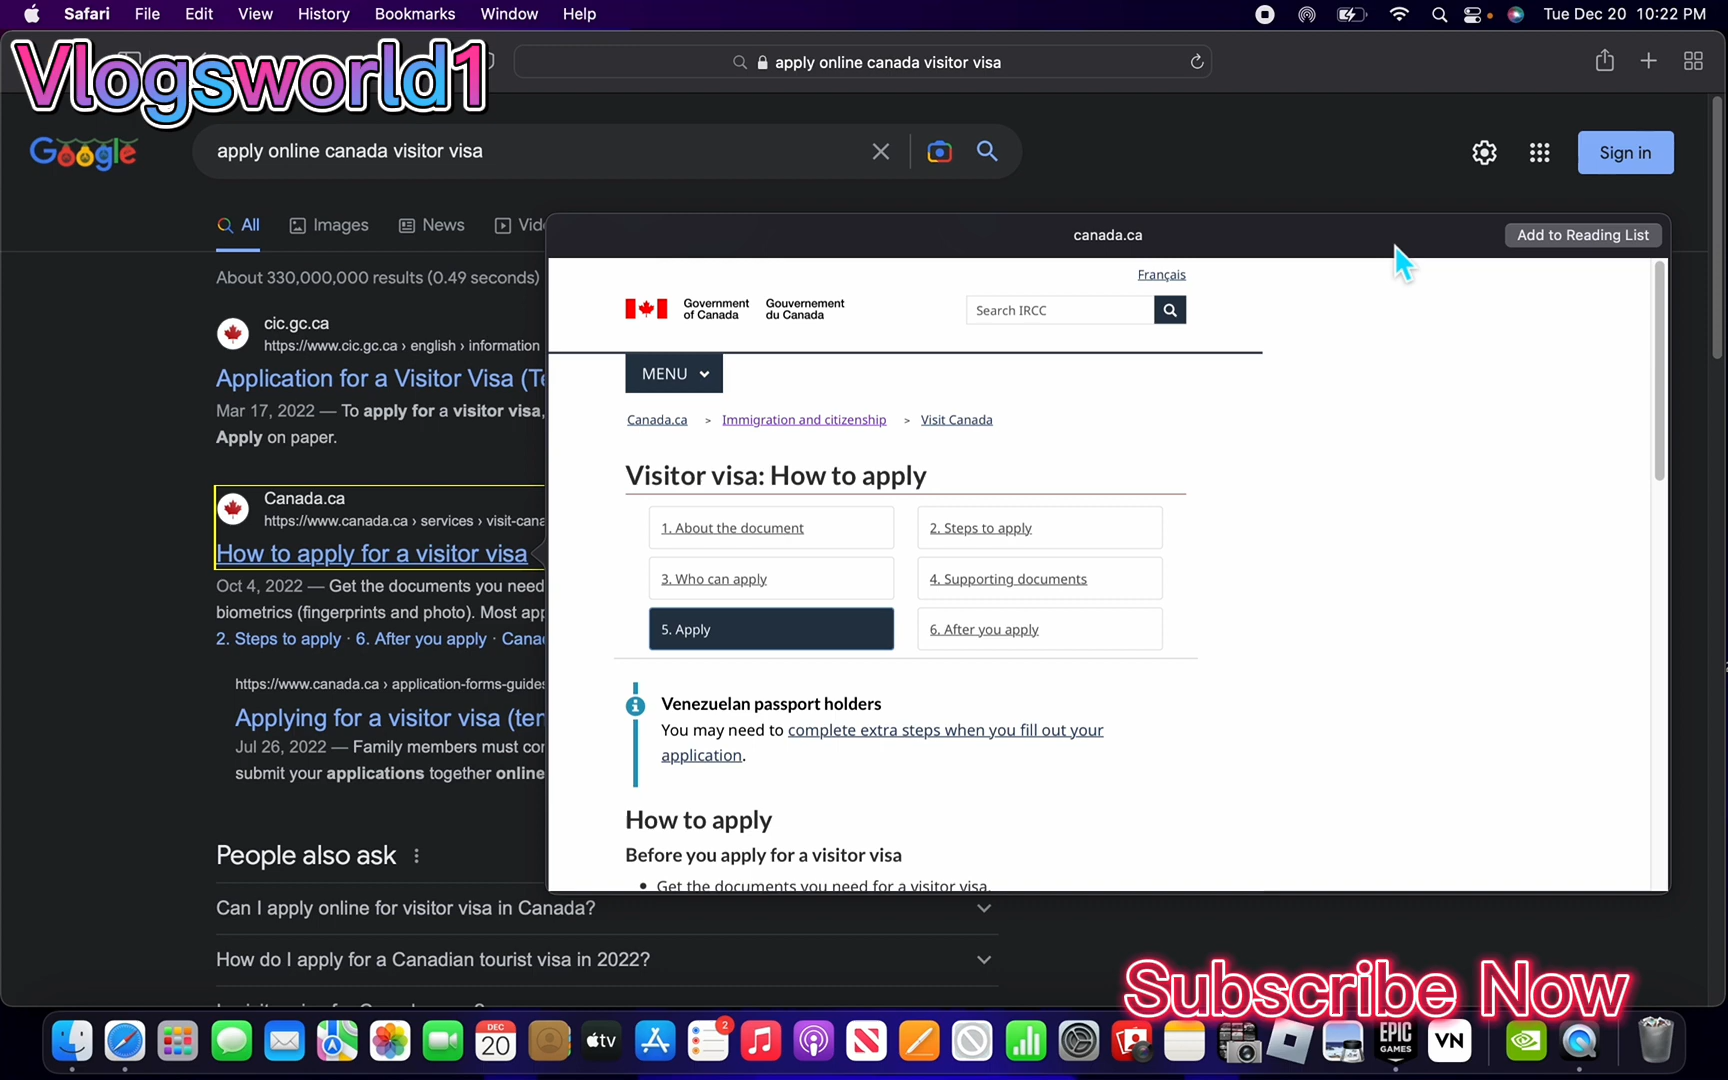 Safari File Edit View History Bookmarks Window Help
Tue Dec 20 10:22 PM
Vlogsworld1
apply online canada visitor visa
Google
apply online canada visitor visa
Sign in
All
Images
News
Vid
canada.ca
Add to Reading List
About 330,000,000 results (0.49 seconds)
cic.gc.ca
https://www.cic.gc.ca › english › information
Application for a Visitor Visa (Te
Mar 17, 2022 — To apply for a visitor visa,
Apply on paper.
Canada.ca
https://www.canada.ca › services › visit-cana
How to apply for a visitor visa
Oct 4, 2022 — Get the documents you need
biometrics (fingerprints and photo). Most app
2. Steps to apply · 6. After you apply · Cana
https://www.canada.ca › application-forms-guides
Applying for a visitor visa (ten
Jul 26, 2022 — Family members must con
submit your applications together online
People also ask
Can I apply online for visitor visa in Canada?
How do I apply for a Canadian tourist visa in 2022?
Français
Government
of Canada
Gouvernement
du Canada
Search IRCC
MENU
Canada.ca > Immigration and citizenship > Visit Canada
Visitor visa: How to apply
1. About the document
2. Steps to apply
3. Who can apply
4. Supporting documents
5. Apply
6. After you apply
Venezuelan passport holders
You may need to complete extra steps when you fill out your
application.
How to apply
Before you apply for a visitor visa
• Get the documents you need for a visitor visa.
Subscribe Now
DEC
20
tv
2
EPIC
GAMES
VN